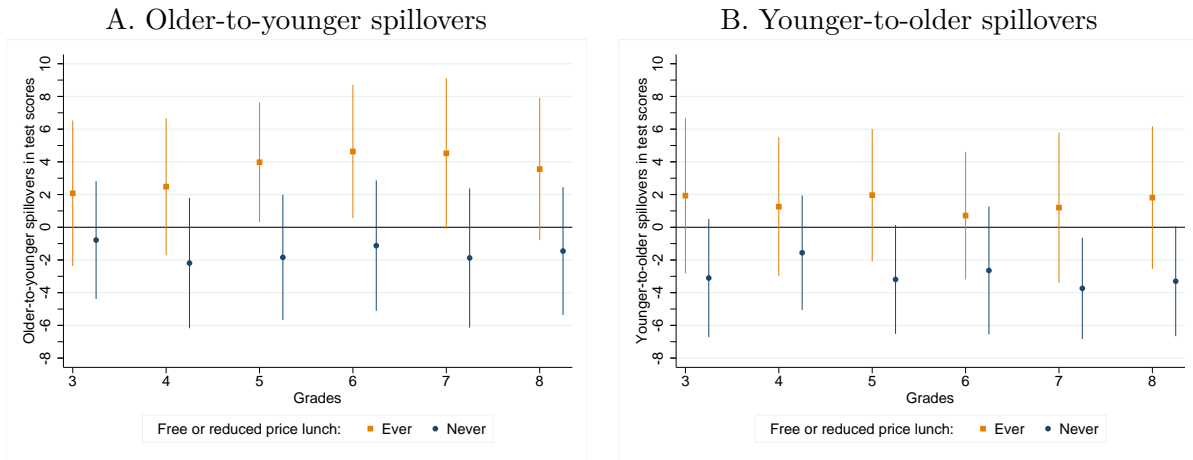 A. Older-to-younger spillovers
Older-to-younger spillovers in test scores
10
8
6
4
2
0
-2
-4
-6
-8
3 4 5 6 7 8
Grades
Free or reduced price lunch: Ever Never
B. Younger-to-older spillovers
Younger-to-older spillovers in test scores
10
8
6
4
2
0
-2
-4
-6
-8
3 4 5 6 7 8
Grades
Free or reduced price lunch: Ever Never